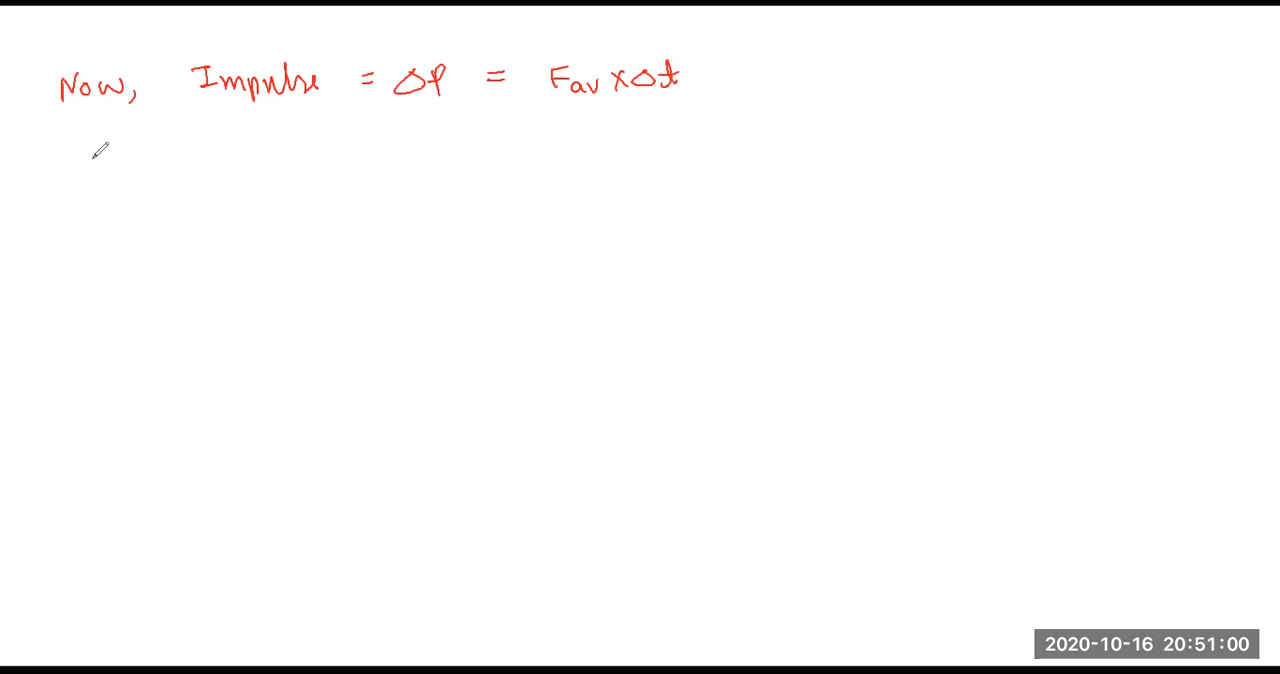 Now, Impulse = Δp = Fav x Δt
2020-10-16 20:51:00